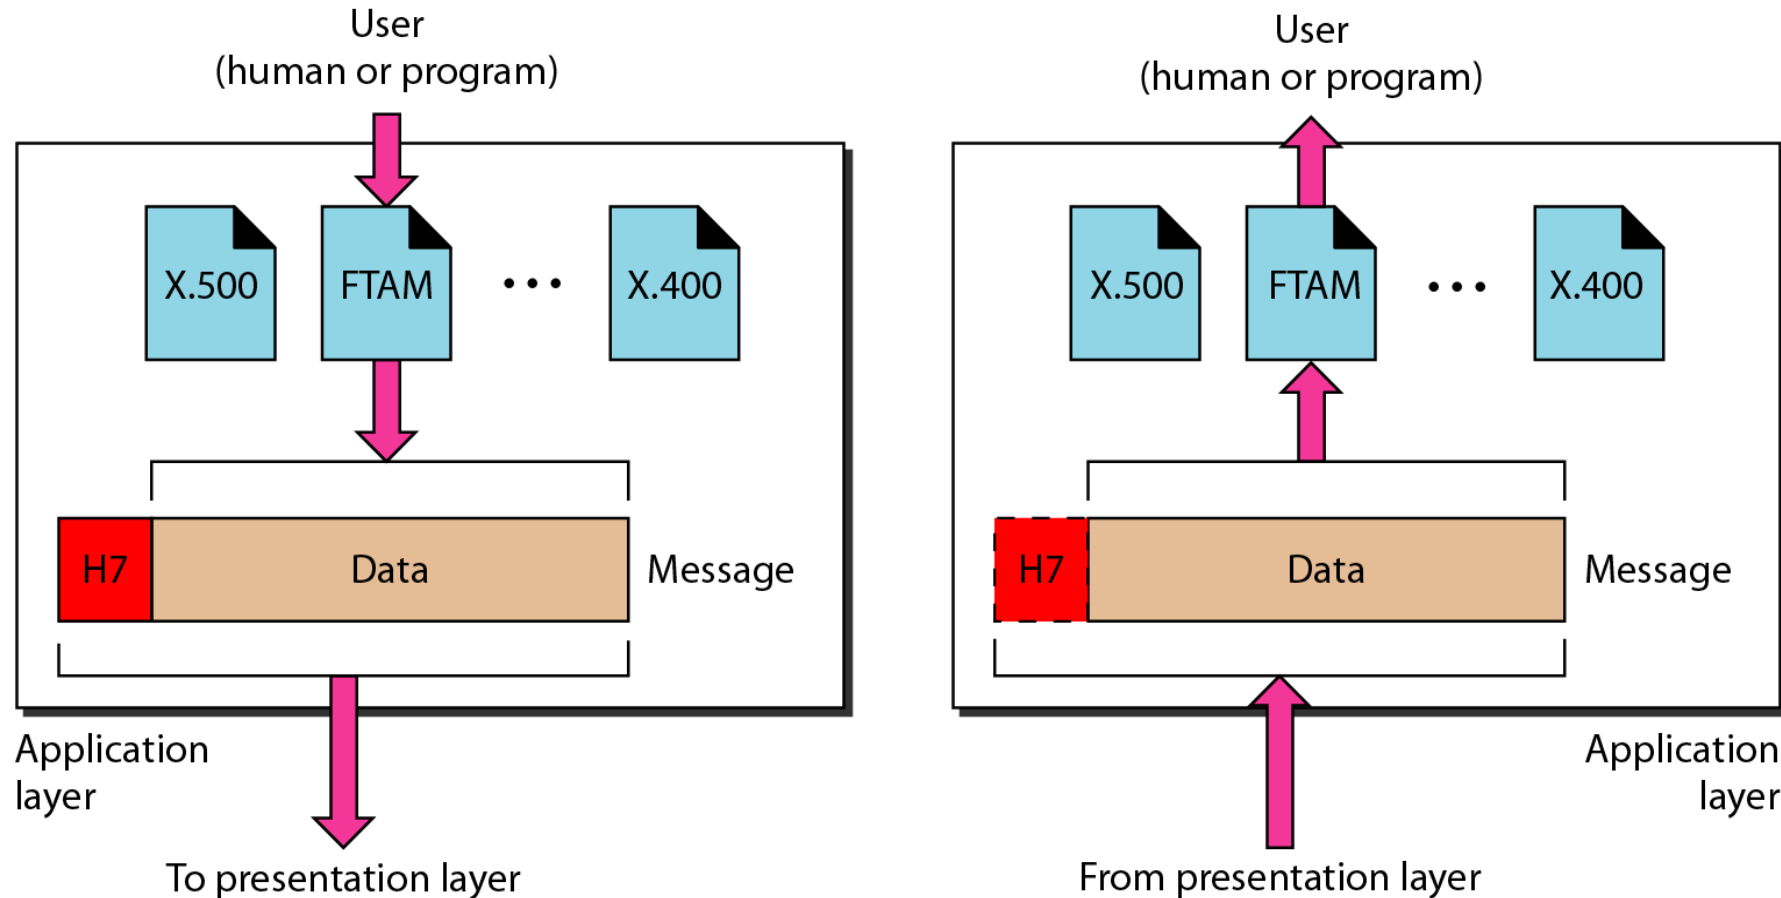 User
(human or program)
X.500
FTAM
...
X.400
H7
Data
Message
Application
layer
To presentation layer
User
(human or program)
X.500
FTAM
...
X.400
H7
Data
Message
Application
layer
From presentation layer